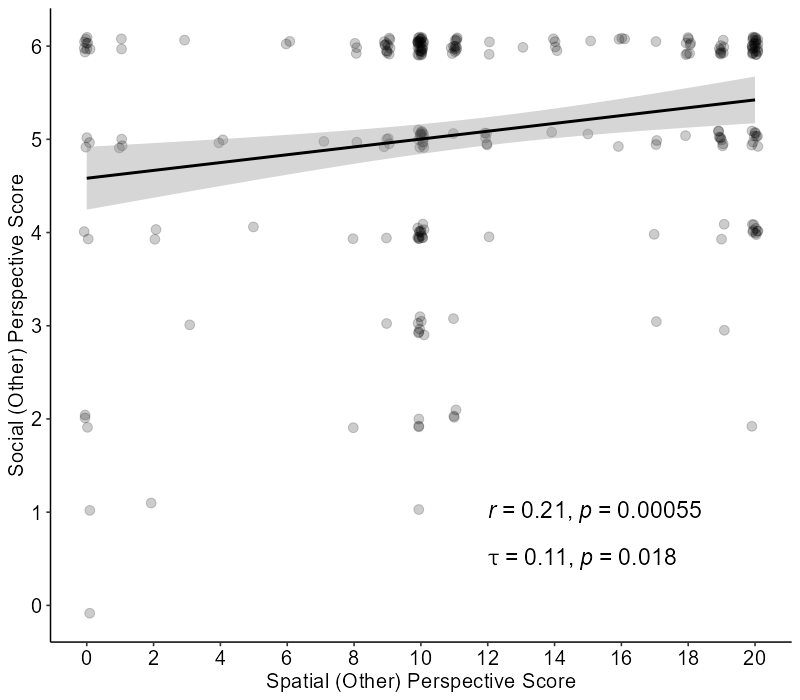 6
5
4
3
2
1
0
Social (Other) Perspective Score
r = 0.21, p = 0.00055
τ = 0.11, p = 0.018
0 2 4 6 8 10 12 14 16 18 20
Spatial (Other) Perspective Score